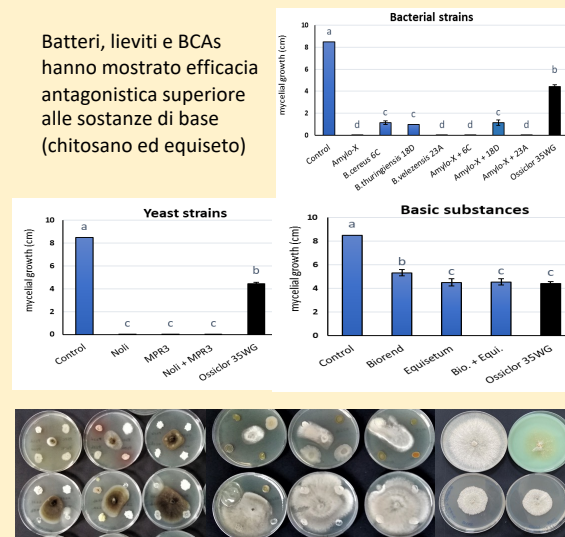 Batteri, lieviti e BCAs
hanno mostrato efficacia
antagonistica superiore
alle sostanze di base
(chitosano ed equiseto)
Bacterial strains
mycelial growth (cm)
10
8
6
4
2
0
a
d
c
c
d
d
c
d
b
Control
Amylo-X
B.cereus 6C
B.thuringiensis 18D
B.velezensis 23A
Amylo-X + 6C
Amylo-X + 18D
Amylo-X + 23A
Ossiclor 35WG
Yeast strains
mycelial growth (cm)
10
8
6
4
2
0
a
c
c
c
b
Control
Noli
MPR3
Noli + MPR3
Ossiclor 35WG
Basic substances
mycelial growth (cm)
10
8
6
4
2
0
a
b
c
c
c
Control
Biorend
Equisetum
Bio. + Equi.
Ossiclor 35WG